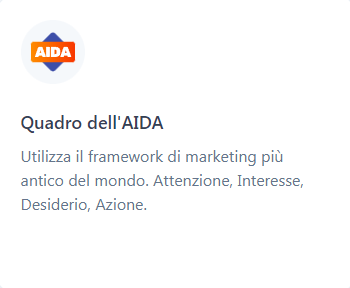 AIDA
Quadro dell'AIDA
Utilizza il framework di marketing più
antico del mondo. Attenzione, Interesse,
Desiderio, Azione.